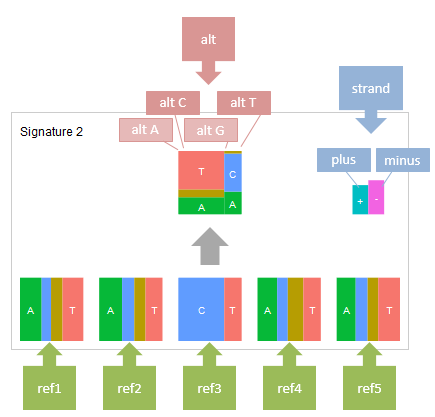 alt
alt C
alt T
strand
Signature 2
alt A
alt G
plus
minus
T
C
A
A
+
-
A
T
A
T
C
T
A
T
A
T
ref1
ref2
ref3
ref4
ref5